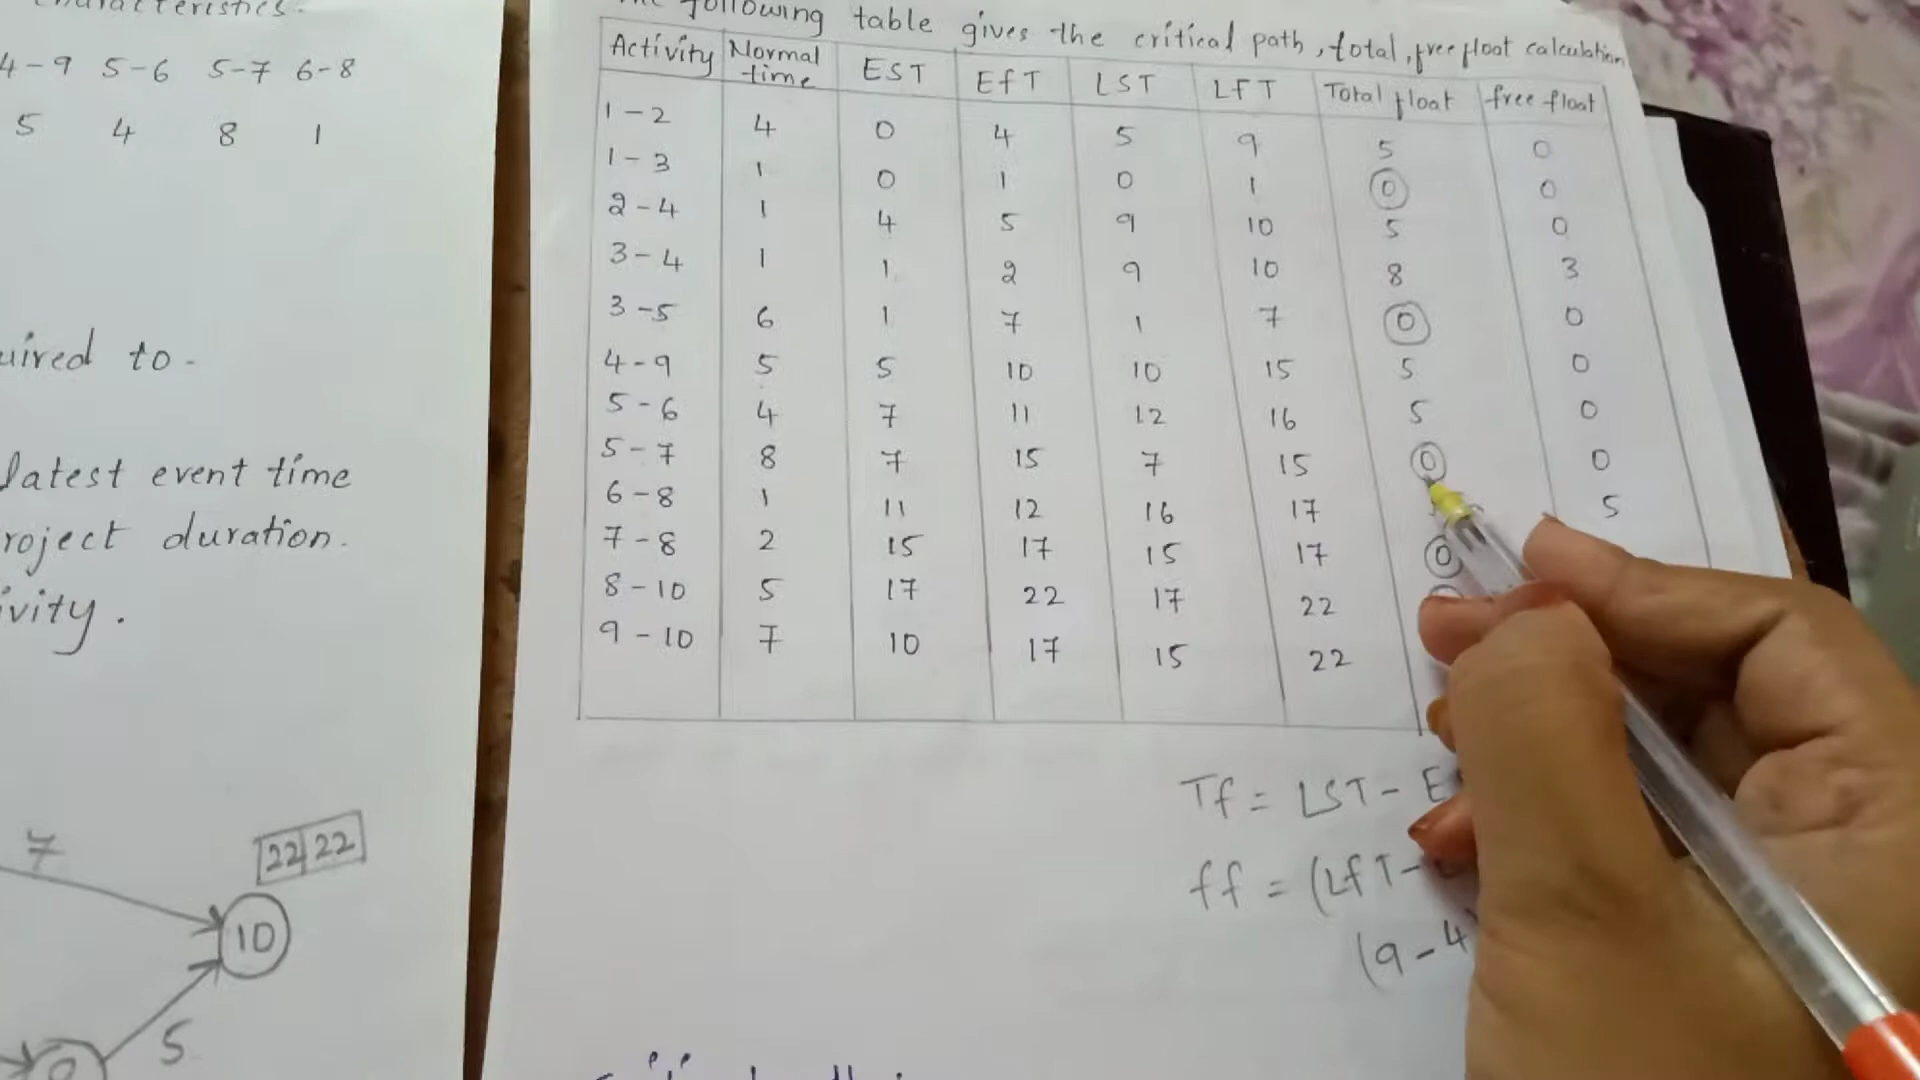 characteristics.
4-9 5-6 5-7 6-8
5 4 8 1
to -
latest event time
project duration.
7
22 22
10
5
following table gives the critical path, total, free float calculation
Activity Normal time EST EfT LST LFT Total float free float
1-2 4 0 4 5 9 5 0
1-3 1 0 1 0 1 0 0
2-4 1 4 5 9 10 5 0
3-4 1 1 2 9 10 8 3
3-5 6 1 7 1 7 0 0
4-9 5 5 10 10 15 5 0
5-6 4 7 11 12 16 5 0
5-7 8 7 15 7 15 0 0
6-8 1 11 12 16 17 5
7-8 2 15 17 15 17 0
8-10 5 17 22 17 22
9-10 7 10 17 15 22
Tf = LST - E
ff = (LfT-
(9-4)